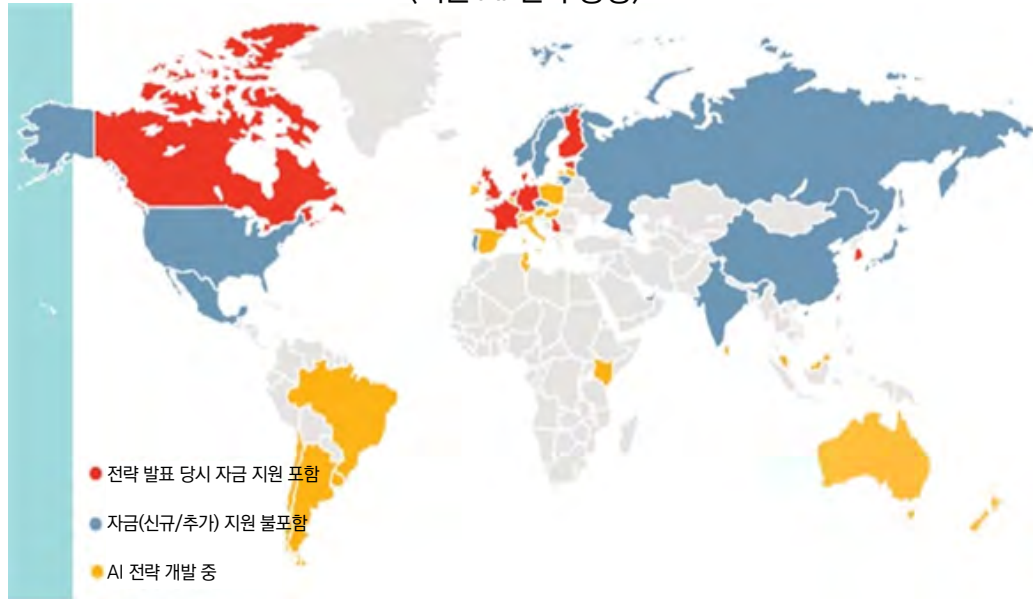 전략 발표 당시 자금 지원 포함
자금(신규/추가) 지원 불포함
AI 전략 개발 중